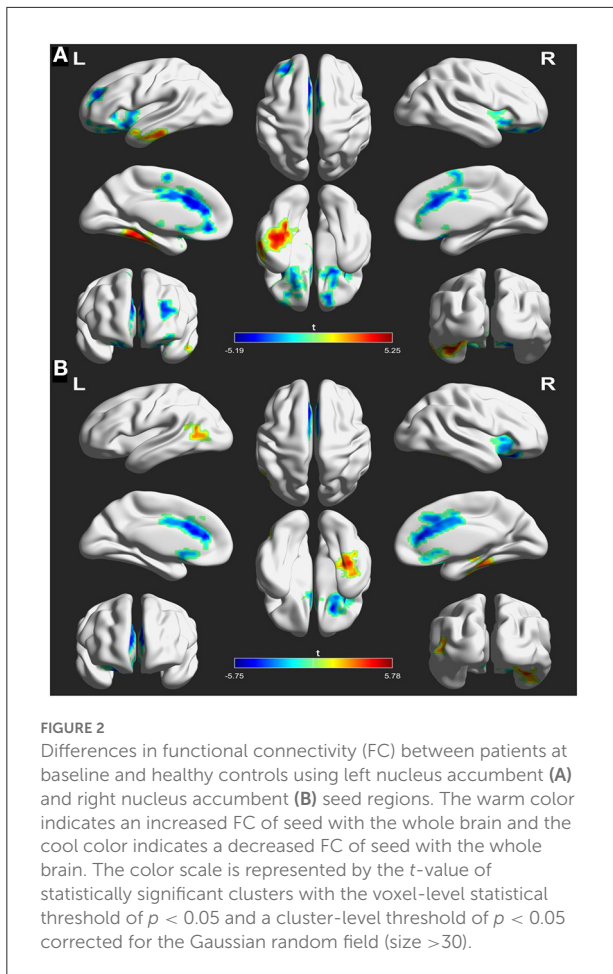 A
L
R
t
-5.19
5.25
B
L
R
t
-5.75
5.78
FIGURE 2
Differences in functional connectivity (FC) between patients at
baseline and healthy controls using left nucleus accumbent (A)
and right nucleus accumbent (B) seed regions. The warm color
indicates an increased FC of seed with the whole brain and the
cool color indicates a decreased FC of seed with the whole
brain. The color scale is represented by the t-value of
statistically significant clusters with the voxel-level statistical
threshold of p < 0.05 and a cluster-level threshold of p < 0.05
corrected for the Gaussian random field (size >30).